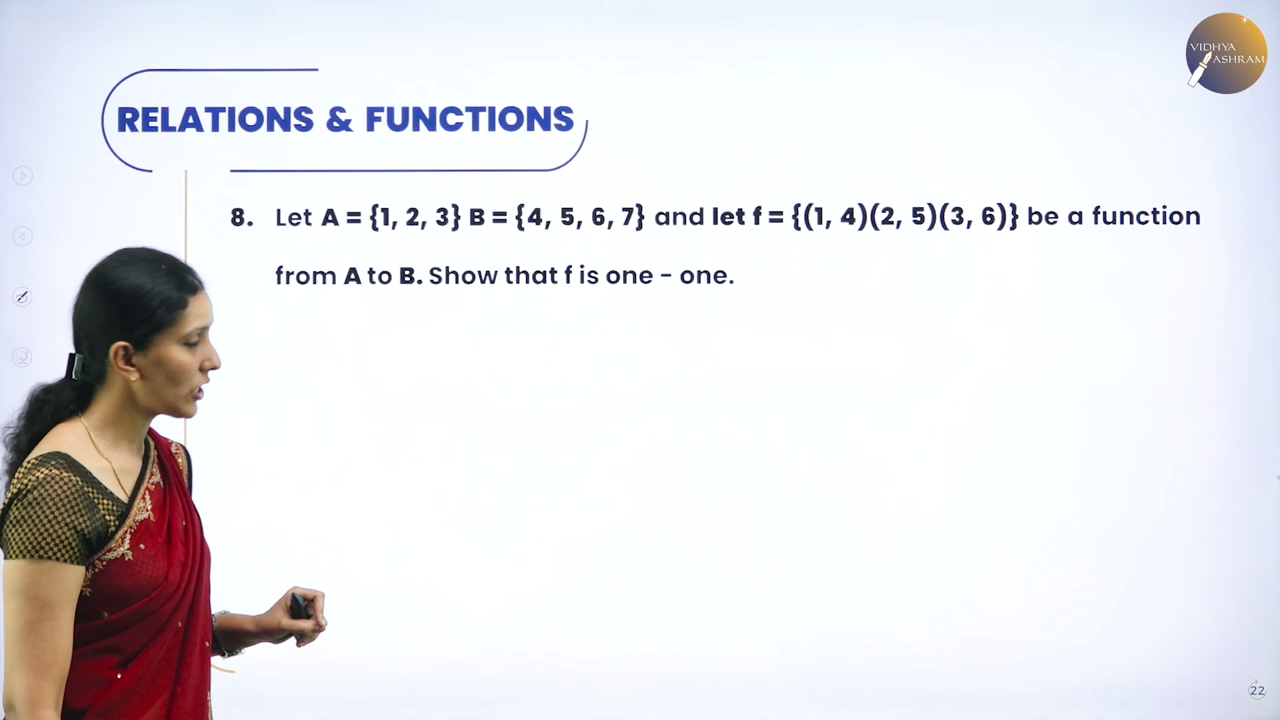 VIDHYA
ASHRAM
RELATIONS & FUNCTIONS
8. Let A = {1, 2, 3} B = {4, 5, 6, 7} and let f = {(1, 4)(2, 5)(3, 6)} be a function
from A to B. Show that f is one - one.
22